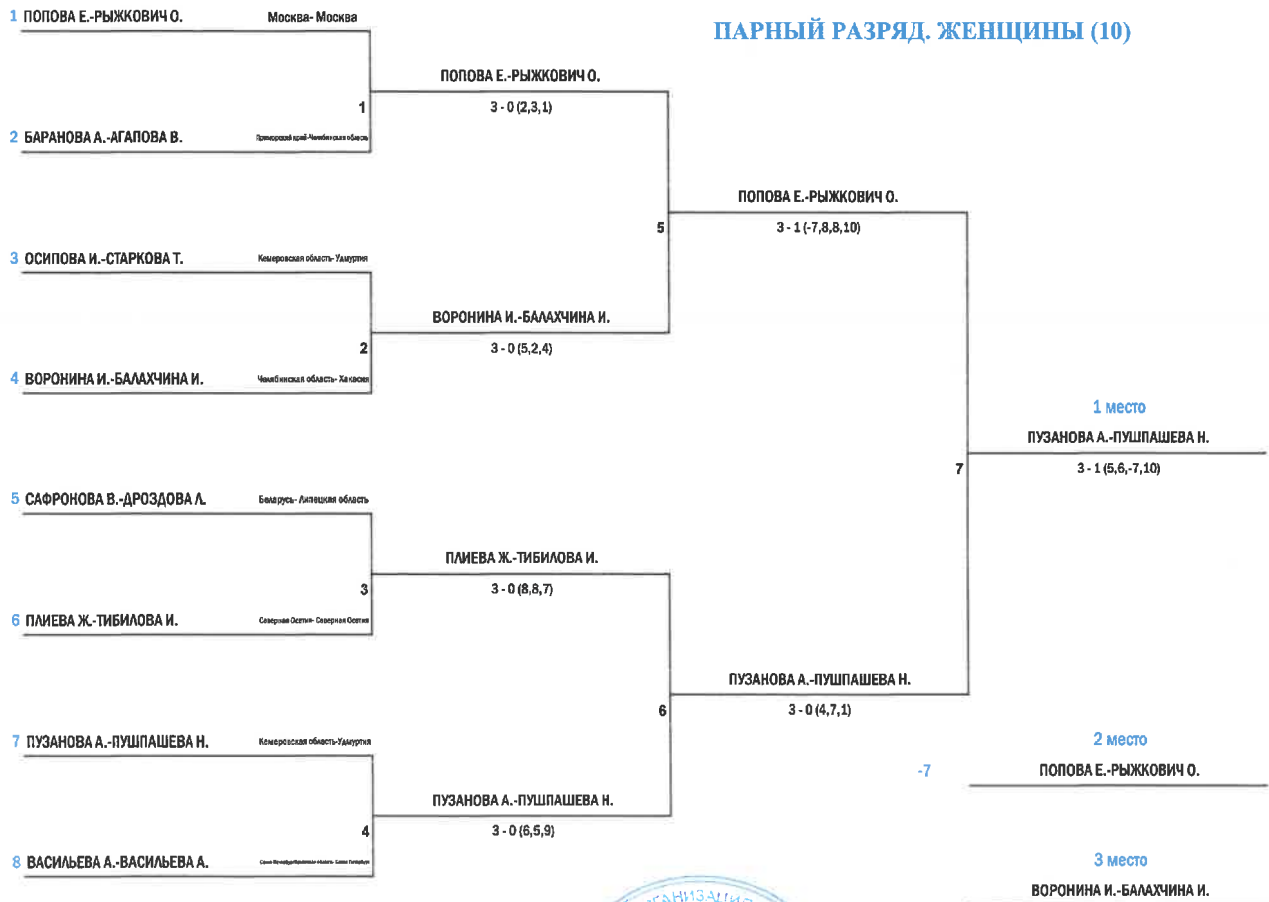 ПАРНЫЙ РАЗРЯД. ЖЕНЩИНЫ (10)
1 ПОПОВА Е.-РЫЖКОВИЧ О. Москва- Москва
ПОПОВА Е.-РЫЖКОВИЧ О.
1 3 - 0 (2,3,1)
2 БАРАНОВА А.-АГАПОВА В. Приморский край-Челябинская область
ПОПОВА Е.-РЫЖКОВИЧ О.
5 3 - 1 (-7,8,8,10)
3 ОСИПОВА И.-СТАРКОВА Т. Кемеровская область- Удмуртия
ВОРОНИНА И.-БАЛАХЧИНА И.
2 3 - 0 (5,2,4)
4 ВОРОНИНА И.-БАЛАХЧИНА И. Челябинская область- Хакасия
1 место
ПУЗАНОВА А.-ПУШПАШЕВА Н.
7 3 - 1 (5,6,-7,10)
5 САФРОНОВА В.-ДРОЗДОВА Л. Беларусь- Липецкая область
ПЛИЕВА Ж.-ТИБИЛОВА И.
3 3 - 0 (8,8,7)
6 ПЛИЕВА Ж.-ТИБИЛОВА И. Северная Осетия- Северная Осетия
ПУЗАНОВА А.-ПУШПАШЕВА Н.
6 3 - 0 (4,7,1)
7 ПУЗАНОВА А.-ПУШПАШЕВА Н. Кемеровская область-Удмуртия
2 место
-7 ПОПОВА Е.-РЫЖКОВИЧ О.
ПУЗАНОВА А.-ПУШПАШЕВА Н.
4 3 - 0 (6,5,9)
8 ВАСИЛЬЕВА А.-ВАСИЛЬЕВА А.
3 место
ВОРОНИНА И.-БАЛАХЧИНА И.